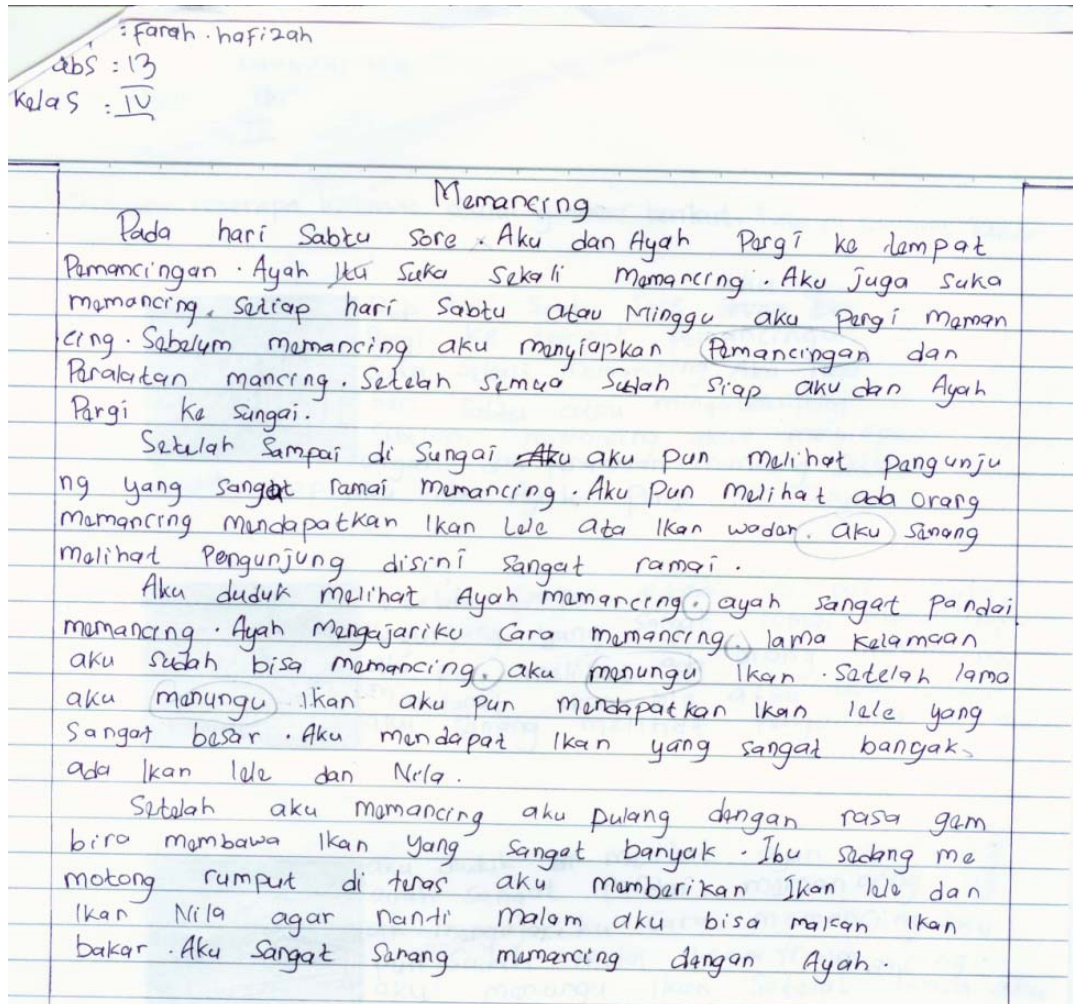 : Farah . hafizah
abs : 13
Kelas : IV
Memancing
Pada hari Sabtu sore Aku dan Ayah Pergi ke tempat
Pemancingan . Ayah itu Suka Sekali Memancing . Aku juga Suka
memancing . Setiap hari Sabtu atau Minggu aku pergi meman
cing . Sebelum memancing aku menyiapkan Pemancingan dan
Peralatan mancing . Setelah Semua Sudah Siap aku dan Ayah
Pergi Ke Sungai .
Setelah Sampai di Sungai Aku aku pun melihat pengunju
ng yang sangat ramai memancing . Aku Pun melihat ada orang
memancing mendapatkan Ikan Lele ata Ikan wader . aku Senang
melihat Pengunjung disini sangat ramai .
Aku duduk melihat Ayah memancing . ayah sangat pandai
memancing . Ayah Mengajariku Cara memancing . lama kelamaan
aku sudah bisa memancing . aku menungu Ikan . Setelah lama
aku menungu Ikan aku pun mendapatkan Ikan lele yang
Sangat besar . Aku mendapat Ikan yang sangat bangak
ada Ikan lele dan Nila .
Setelah aku memancing aku pulang dengan rasa gem
bira membawa Ikan yang sangat banyak . Ibu sedang me
motong rumput di teras aku memberikan Ikan lele dan
Ikan Nila agar nanti malam aku bisa makan Ikan
bakar . Aku Sangat Senang memancing dengan Ayah .